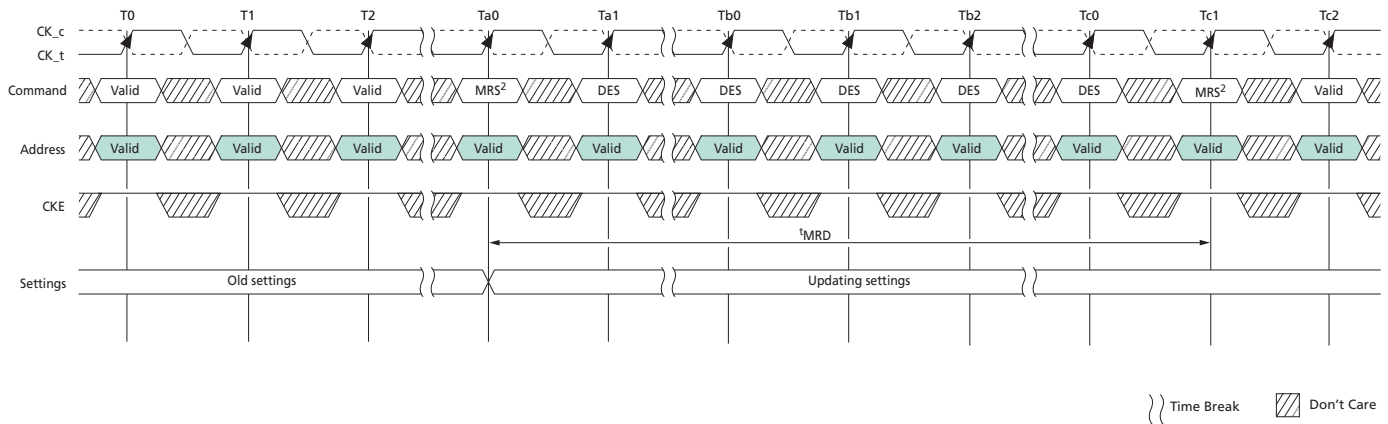 T0 T1 T2 Ta0 Ta1 Tb0 Tb1 Tb2 Tc0 Tc1 Tc2
CK_c
CK_t
Command Valid Valid Valid MRS² DES DES DES DES DES MRS² Valid
Address Valid Valid Valid Valid Valid Valid Valid Valid Valid Valid Valid
CKE
ᵗMRD
Settings Old settings Updating settings
Time Break Don't Care